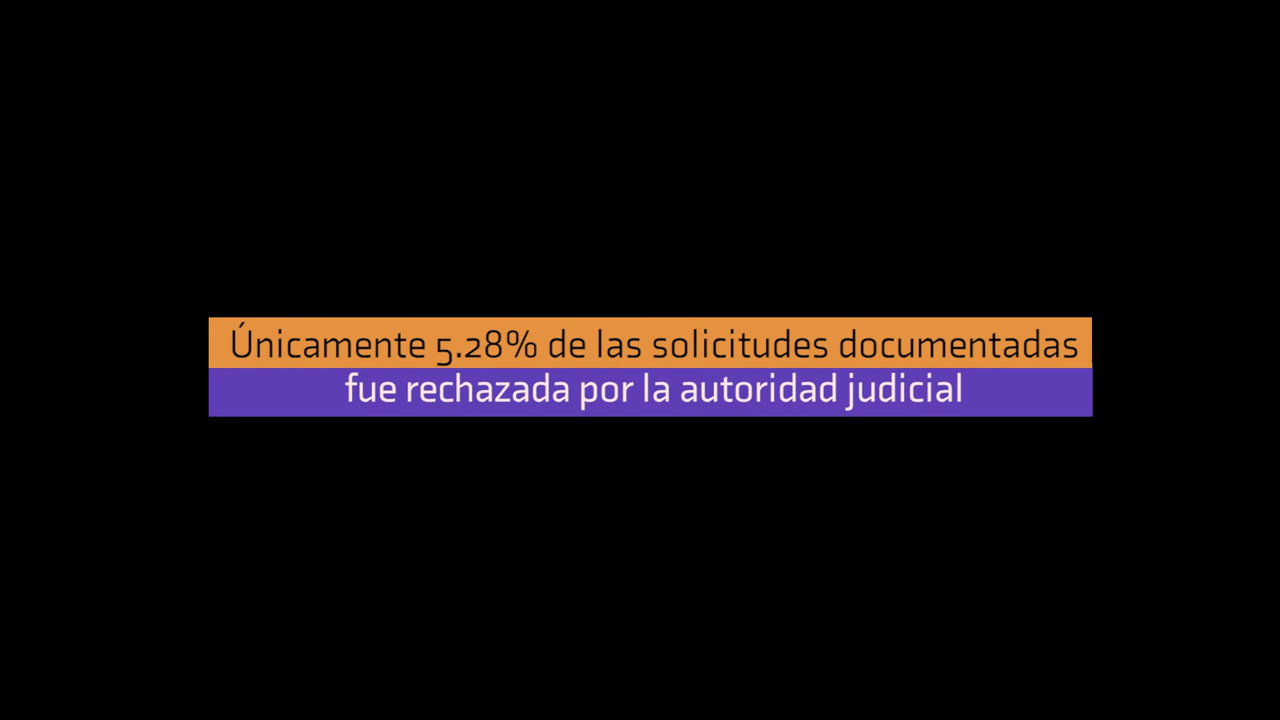 Únicamente 5.28% de las solicitudes documentadas
fue rechazada por la autoridad judicial